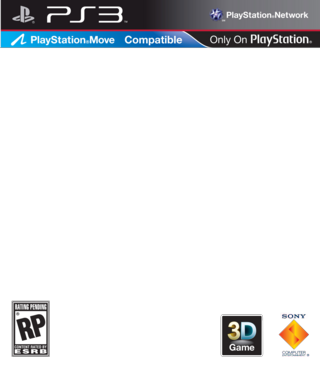 PS3
PlayStation®Network
PlayStation®Move Compatible
Only On PlayStation®
RATING PENDING
RP
CONTENT RATED BY
ESRB
3D
Game
SONY
COMPUTER
ENTERTAINMENT®